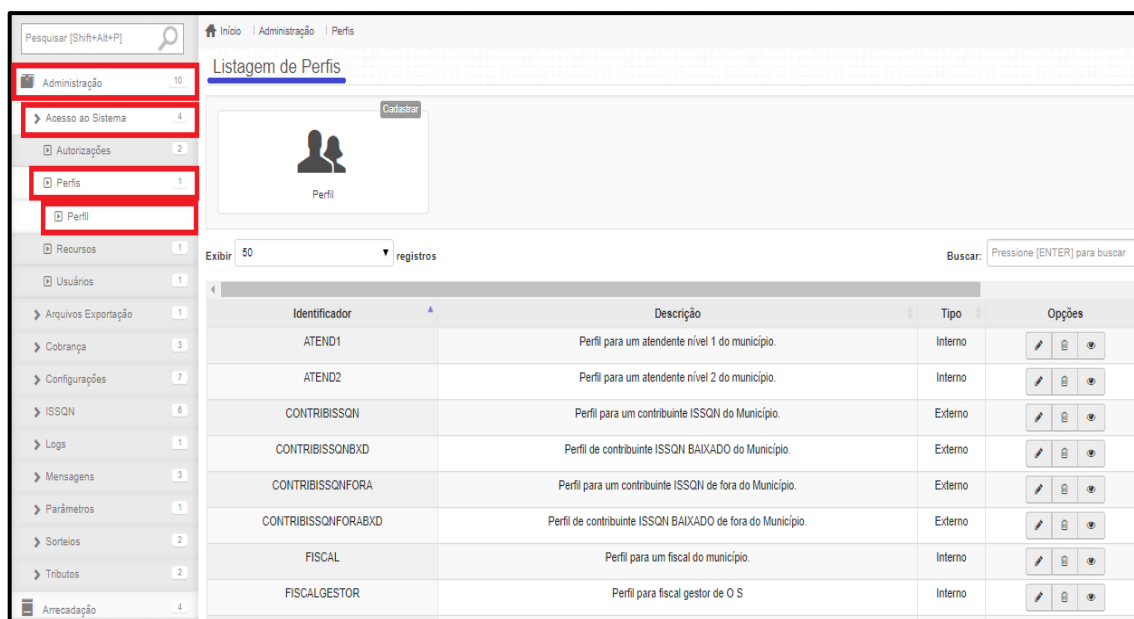 Pesquisar [Shift+Alt+P]
Administração 10
Acesso ao Sistema 4
Autorizações 2
Perfis 1
Perfil
Recursos 1
Usuários 1
Arquivos Exportação 1
Cobrança 3
Configurações 7
ISSQN 6
Logs 1
Mensagens 3
Parâmetros 1
Sorteios 2
Tributos 2
Arrecadação 4
Início | Administração | Perfis
Listagem de Perfis
Cadastrar
Perfil
Exibir 50 registros Buscar: Pressione [ENTER] para buscar
Identificador Descrição Tipo Opções
ATEND1 Perfil para um atendente nível 1 do município. Interno
ATEND2 Perfil para um atendente nível 2 do município. Interno
CONTRIBISSQN Perfil para um contribuinte ISSQN do Município. Externo
CONTRIBISSQNBXD Perfil de contribuinte ISSQN BAIXADO do Município. Externo
CONTRIBISSQNFORA Perfil para um contribuinte ISSQN de fora do Município. Externo
CONTRIBISSQNFORABXD Perfil de contribuinte ISSQN BAIXADO de fora do Município. Externo
FISCAL Perfil para um fiscal do município. Interno
FISCALGESTOR Perfil para fiscal gestor de O S Interno